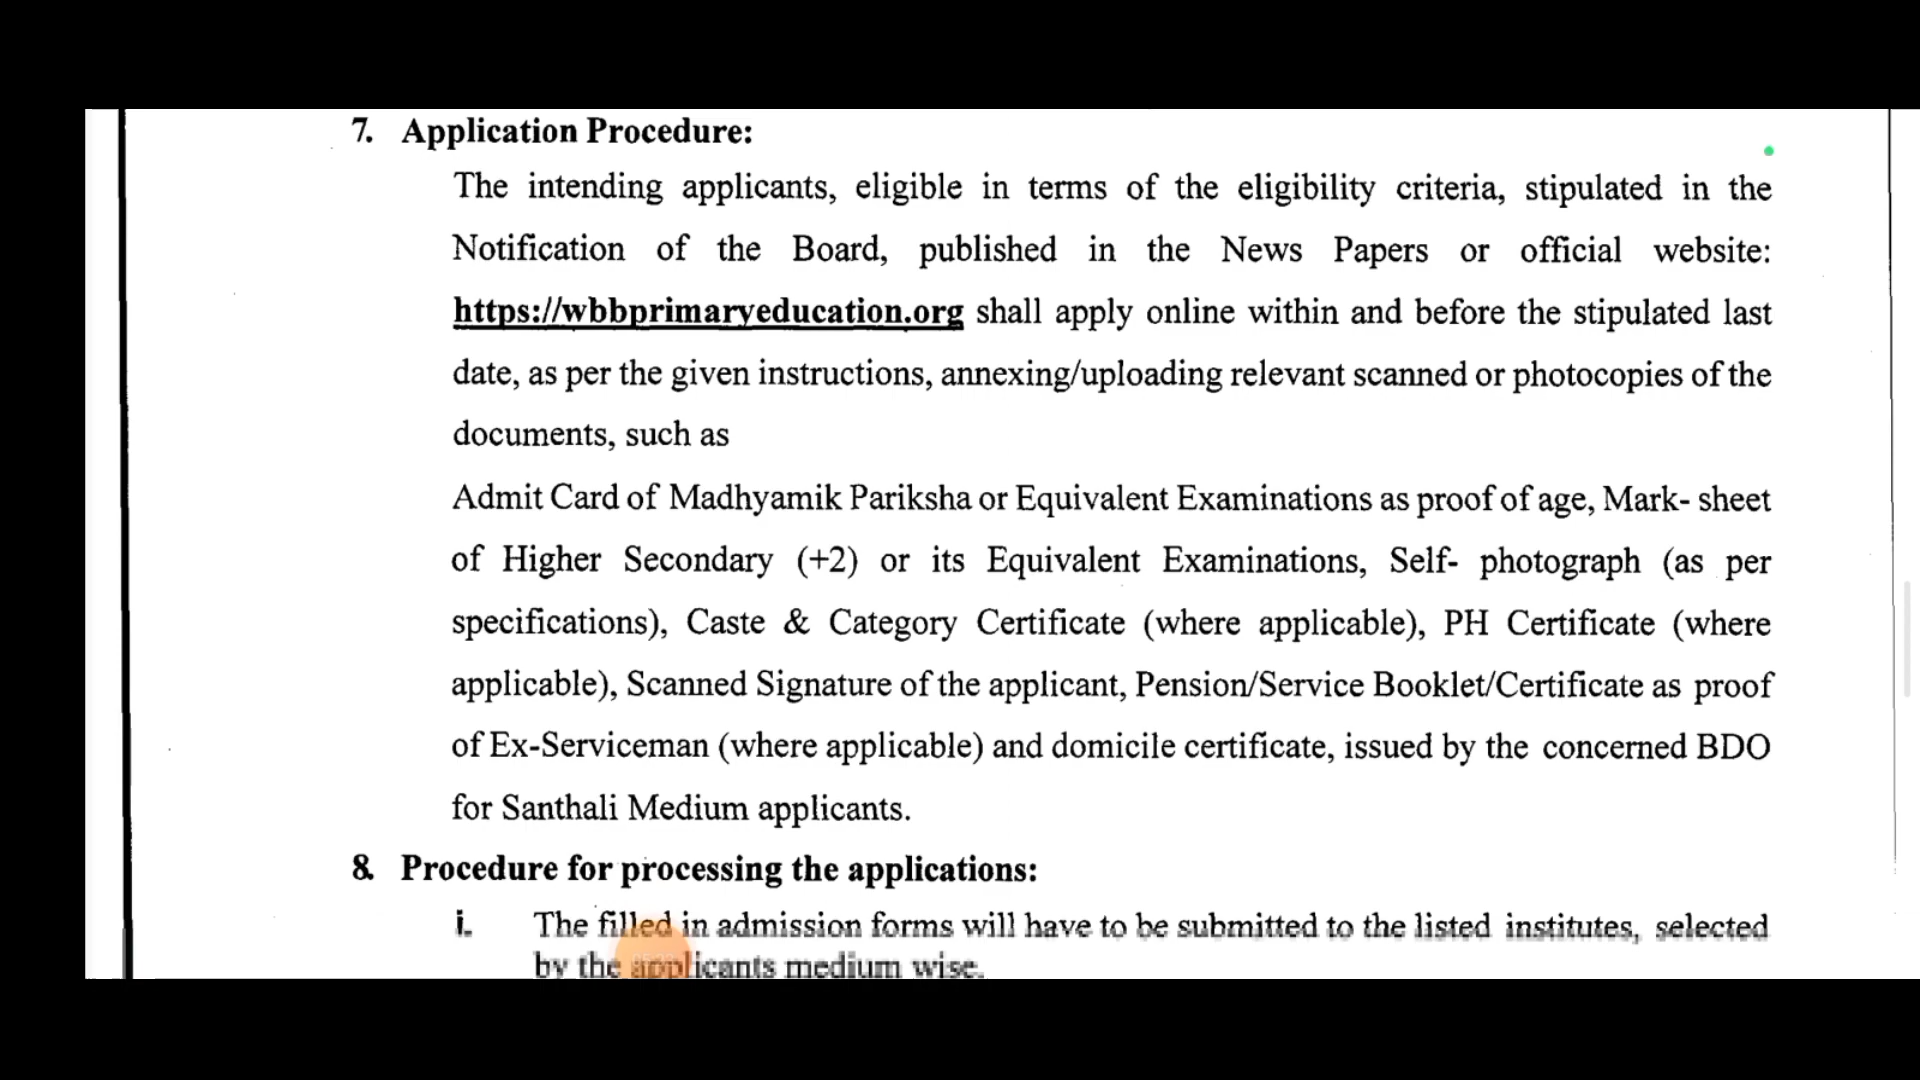 7. Application Procedure:
The intending applicants, eligible in terms of the eligibility criteria, stipulated in the
Notification of the Board, published in the News Papers or official website:
https://wbbprimaryeducation.org shall apply online within and before the stipulated last
date, as per the given instructions, annexing/uploading relevant scanned or photocopies of the
documents, such as
Admit Card of Madhyamik Pariksha or Equivalent Examinations as proof of age, Mark- sheet
of Higher Secondary (+2) or its Equivalent Examinations, Self- photograph (as per
specifications), Caste & Category Certificate (where applicable), PH Certificate (where
applicable), Scanned Signature of the applicant, Pension/Service Booklet/Certificate as proof
of Ex-Serviceman (where applicable) and domicile certificate, issued by the concerned BDO
for Santhali Medium applicants.
8. Procedure for processing the applications:
i. The filled in admission forms will have to be submitted to the listed institutes, selected
by the applicants medium wise.